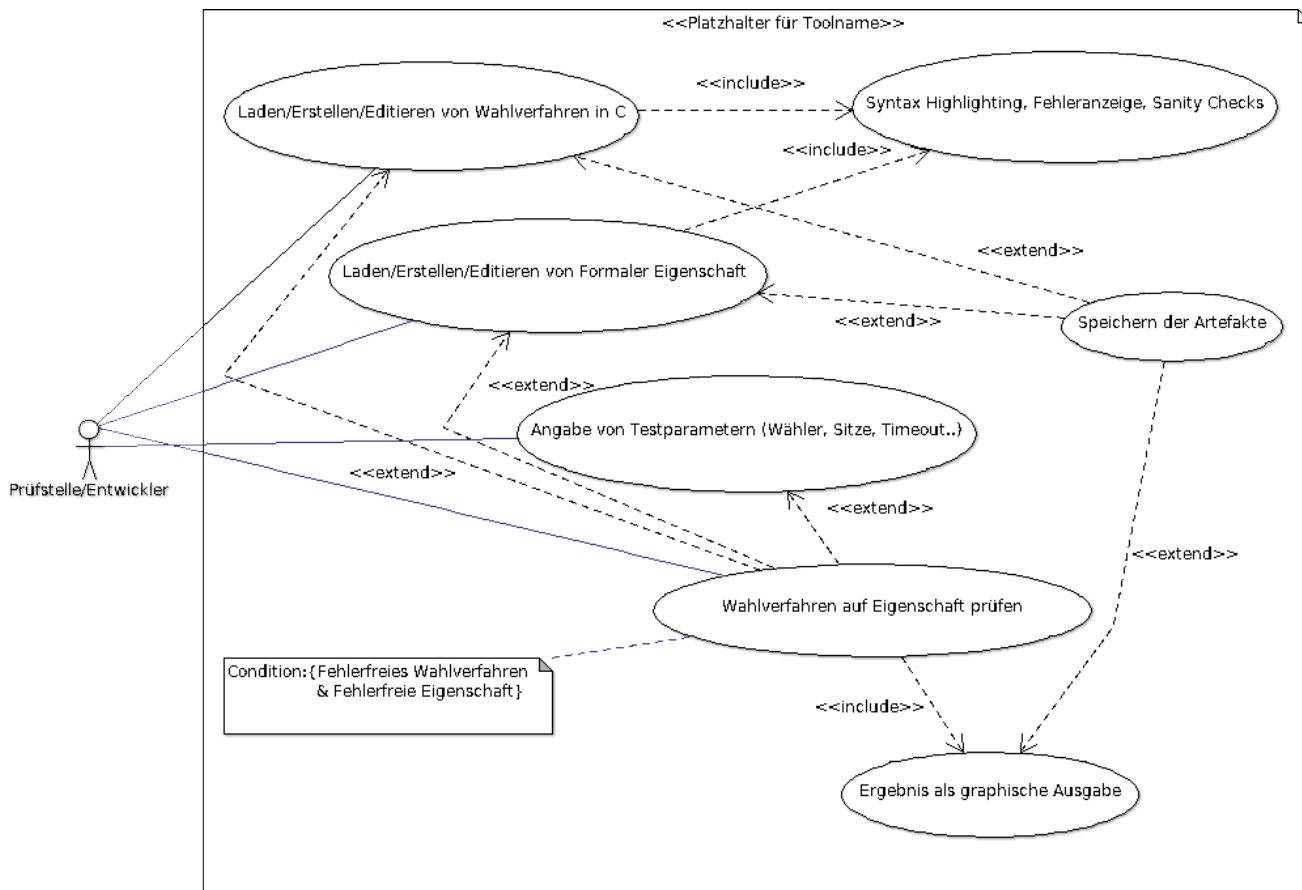 <<Platzhalter für Toolname>>
<<include>>
Laden/Erstellen/Editieren von Wahlverfahren in C
Syntax Highlighting, Fehleranzeige, Sanity Checks
<<include>>
<<extend>>
Laden/Erstellen/Editieren von Formaler Eigenschaft
<<extend>>
Speichern der Artefakte
<<extend>>
Angabe von Testparametern (Wähler, Sitze, Timeout..)
<<extend>>
Prüfstelle/Entwickler
<<extend>>
<<extend>>
Wahlverfahren auf Eigenschaft prüfen
Condition:{Fehlerfreies Wahlverfahren
& Fehlerfreie Eigenschaft}
<<include>>
Ergebnis als graphische Ausgabe